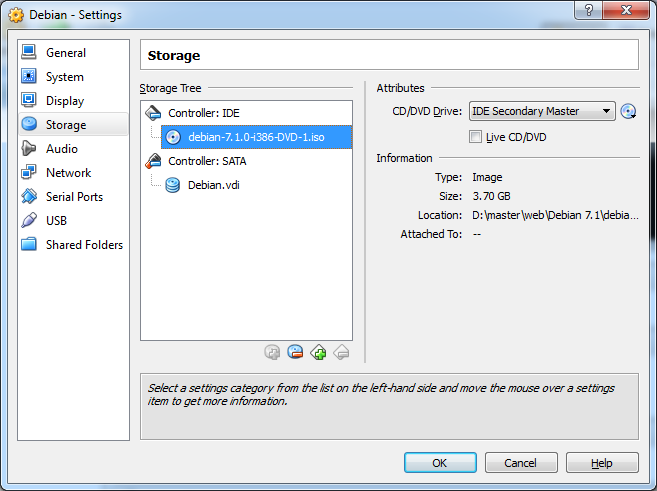 Debian - Settings
General
System
Display
Storage
Audio
Network
Serial Ports
USB
Shared Folders
Storage
Storage Tree
Controller: IDE
debian-7.1.0-i386-DVD-1.iso
Controller: SATA
Debian.vdi
Attributes
CD/DVD Drive: IDE Secondary Master
Live CD/DVD
Information
Type: Image
Size: 3.70 GB
Location: D:\master\web\Debian 7.1\debia...
Attached To: --
Select a settings category from the list on the left-hand side and move the mouse over a settings
item to get more information.
OK Cancel Help